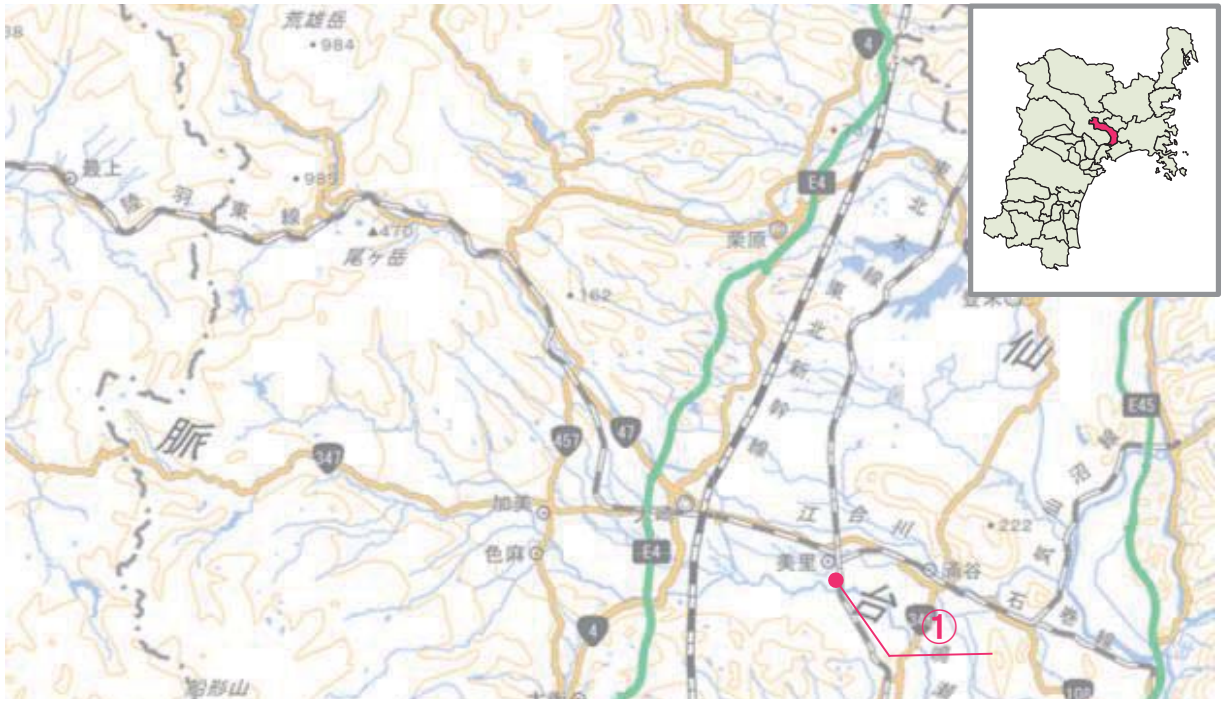 荒雄岳
・984
4
最上
・985
陸羽東線
▲470
尾ヶ岳
E4
栗原
東北本線
東北新幹線
・162
仙
脈
347
457
47
E45
気仙沼線
加美
色麻
E4
江合川
・222
美里
涌谷
石巻線
台
①
4
船形山
108